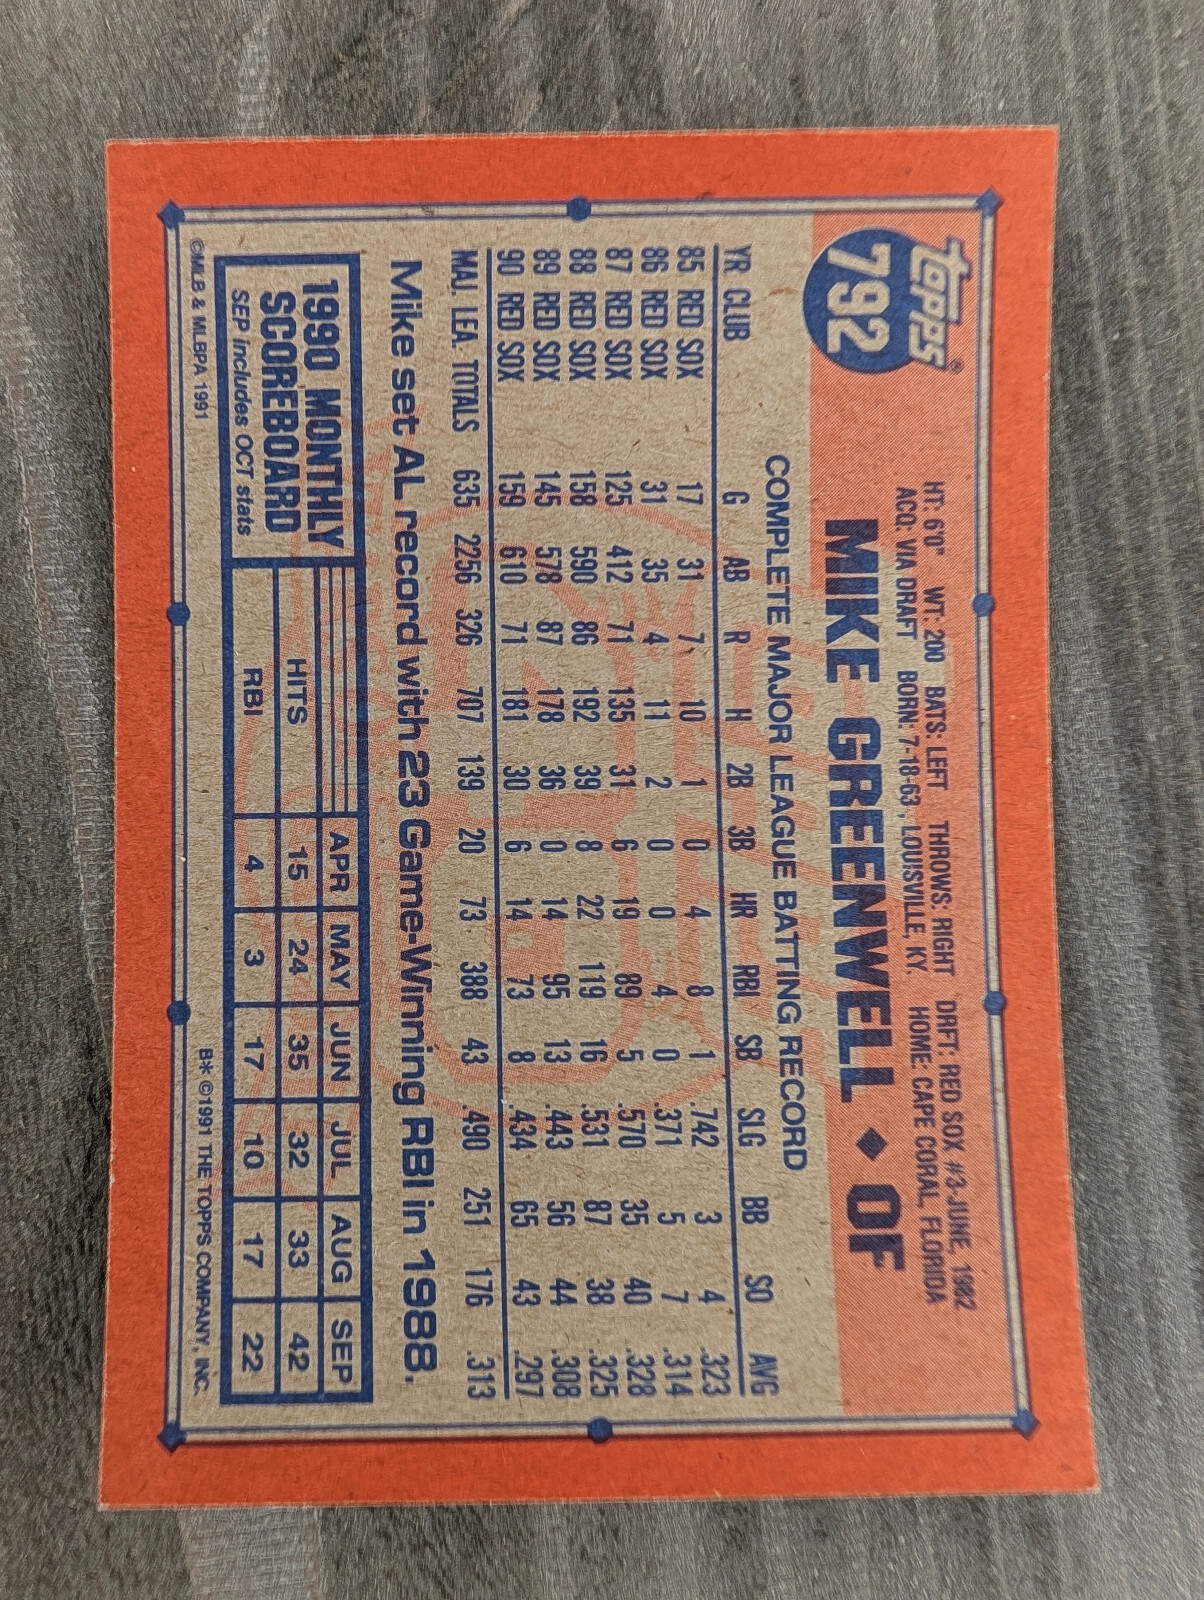 topps®
792
HT: 6'0" WT: 200 BATS: LEFT THROWS: RIGHT DRFT: RED SOX #3-JUNE, 1982
ACQ: VIA DRAFT BORN: 7-18-63, LOUISVILLE, KY. HOME: CAPE CORAL, FLORIDA
MIKE GREENWELL ◆ OF
COMPLETE MAJOR LEAGUE BATTING RECORD
YR CLUB G AB R H 2B 3B HR RBI SB SLG BB SO AVG
85 RED SOX 17 31 7 10 1 0 4 8 1 .742 3 4 .323
86 RED SOX 31 35 4 11 2 0 0 4 0 .371 5 7 .314
87 RED SOX 125 412 71 135 31 6 19 89 5 .570 35 40 .328
88 RED SOX 158 590 86 192 39 8 22 119 16 .531 87 38 .325
89 RED SOX 145 578 87 178 36 0 14 95 13 .443 56 44 .308
90 RED SOX 159 610 71 181 30 6 14 73 8 .434 65 43 .297
MAJ. LEA. TOTALS 635 2256 326 707 139 20 73 388 43 .490 251 176 .313
Mike set AL record with 23 Game-Winning RBI in 1988.
1990 MONTHLY
SCOREBOARD
SEP includes OCT stats
APR MAY JUN JUL AUG SEP
HITS 15 24 35 32 33 42
RBI 4 3 17 10 17 22
©MLB & MLBPA 1991
B* ©1991 THE TOPPS COMPANY, INC.